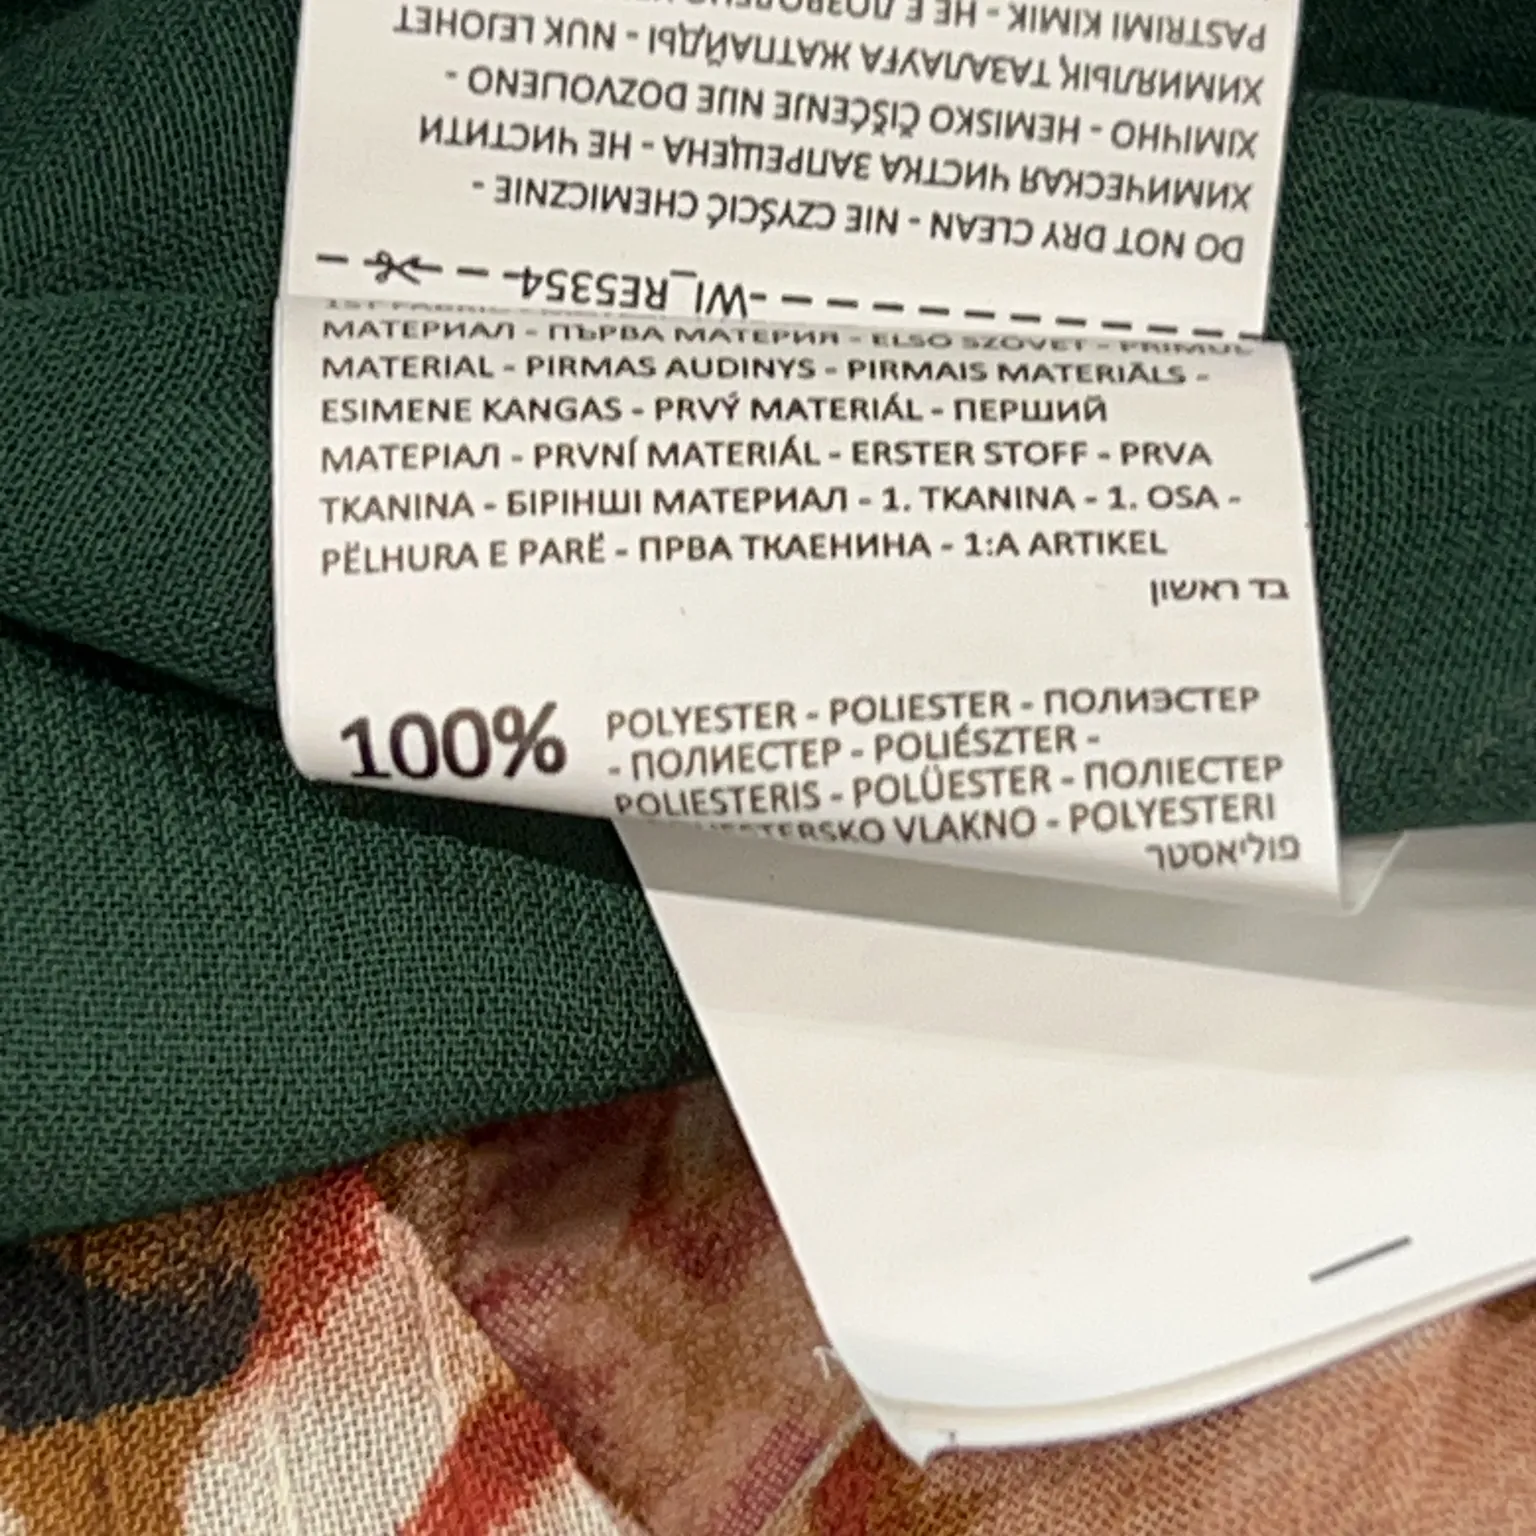 DO NOT DRY CLEAN - NIE CZYŚCIĆ CHEMICZNIE -
ХИМИЧЕСКАЯ ЧИСТКА ЗАПРЕЩЕНА - НЕ ЧИСТИТИ
ХІМІЧНО - HEMISKO ČIŠĆENJE NIJE DOZVOLJENO -
ХИМИЯЛЫҚ ТАЗАЛАУҒА ЖАТПАЙДЫ - NUK LEJOHET
PASTRIMI KIMIK - НЕ Е
WI_RE5354
МАТЕРИАЛ - ПЪРВА МАТЕРИЯ - ELSŐ SZÖVET - PRIMUL
MATERIAL - PIRMAS AUDINYS - PIRMAIS MATERIĀLS -
ESIMENE KANGAS - PRVÝ MATERIÁL - ПЕРШИЙ
МАТЕРІАЛ - PRVNÍ MATERIÁL - ERSTER STOFF - PRVA
TKANINA - БІРІНШІ МАТЕРИАЛ - 1. TKANINA - 1. OSA -
PËLHURA E PARË - ПРВА ТКАЕНИНА - 1:A ARTIKEL
בד ראשון
100% POLYESTER - POLIESTER - ПОЛИЭСТЕР
- ПОЛИЕСТЕР - POLIÉSZTER -
POLIESTERIS - POLÜESTER - ПОЛІЕСТЕР
VLAKNO - POLYESTERI
פוליאסטר